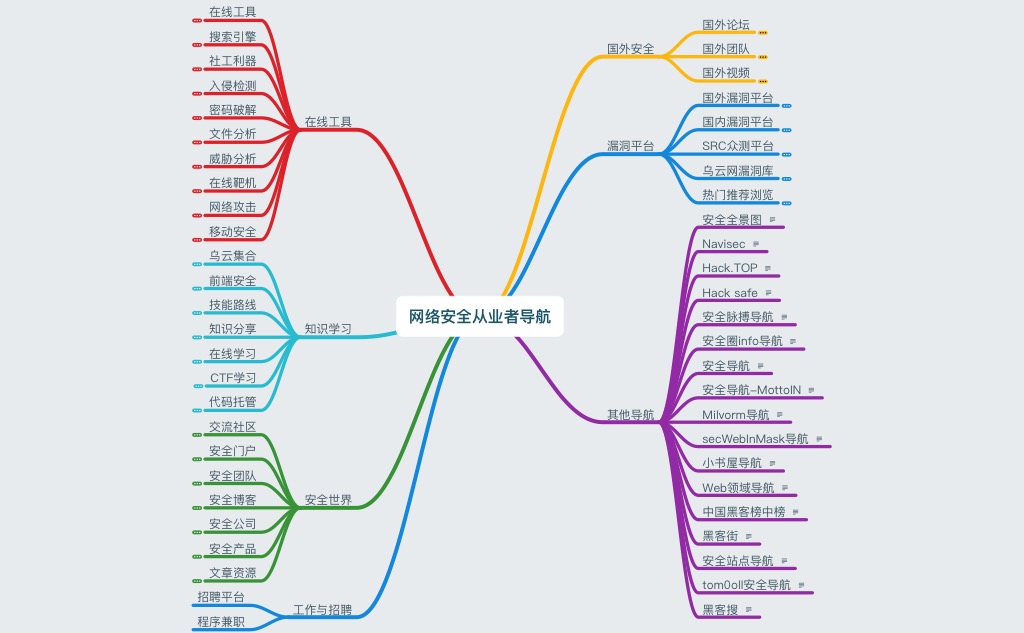 网络安全从业者导航
在线工具
在线工具
搜索引擎
社工利器
入侵检测
密码破解
文件分析
威胁分析
在线靶机
网络攻击
移动安全
知识学习
乌云集合
前端安全
技能路线
知识分享
在线学习
CTF学习
代码托管
安全世界
交流社区
安全门户
安全团队
安全博客
安全公司
安全产品
文章资源
工作与招聘
招聘平台
程序兼职
国外安全
国外论坛
国外团队
国外视频
漏洞平台
国外漏洞平台
国内漏洞平台
SRC众测平台
乌云网漏洞库
热门推荐浏览
其他导航
安全全景图
Navisec
Hack.TOP
Hack safe
安全脉搏导航
安全圈info导航
安全导航
安全导航-MottoIN
Milvorm导航
secWebInMask导航
小书屋导航
Web领域导航
中国黑客榜中榜
黑客街
安全站点导航
tom0oll安全导航
黑客搜